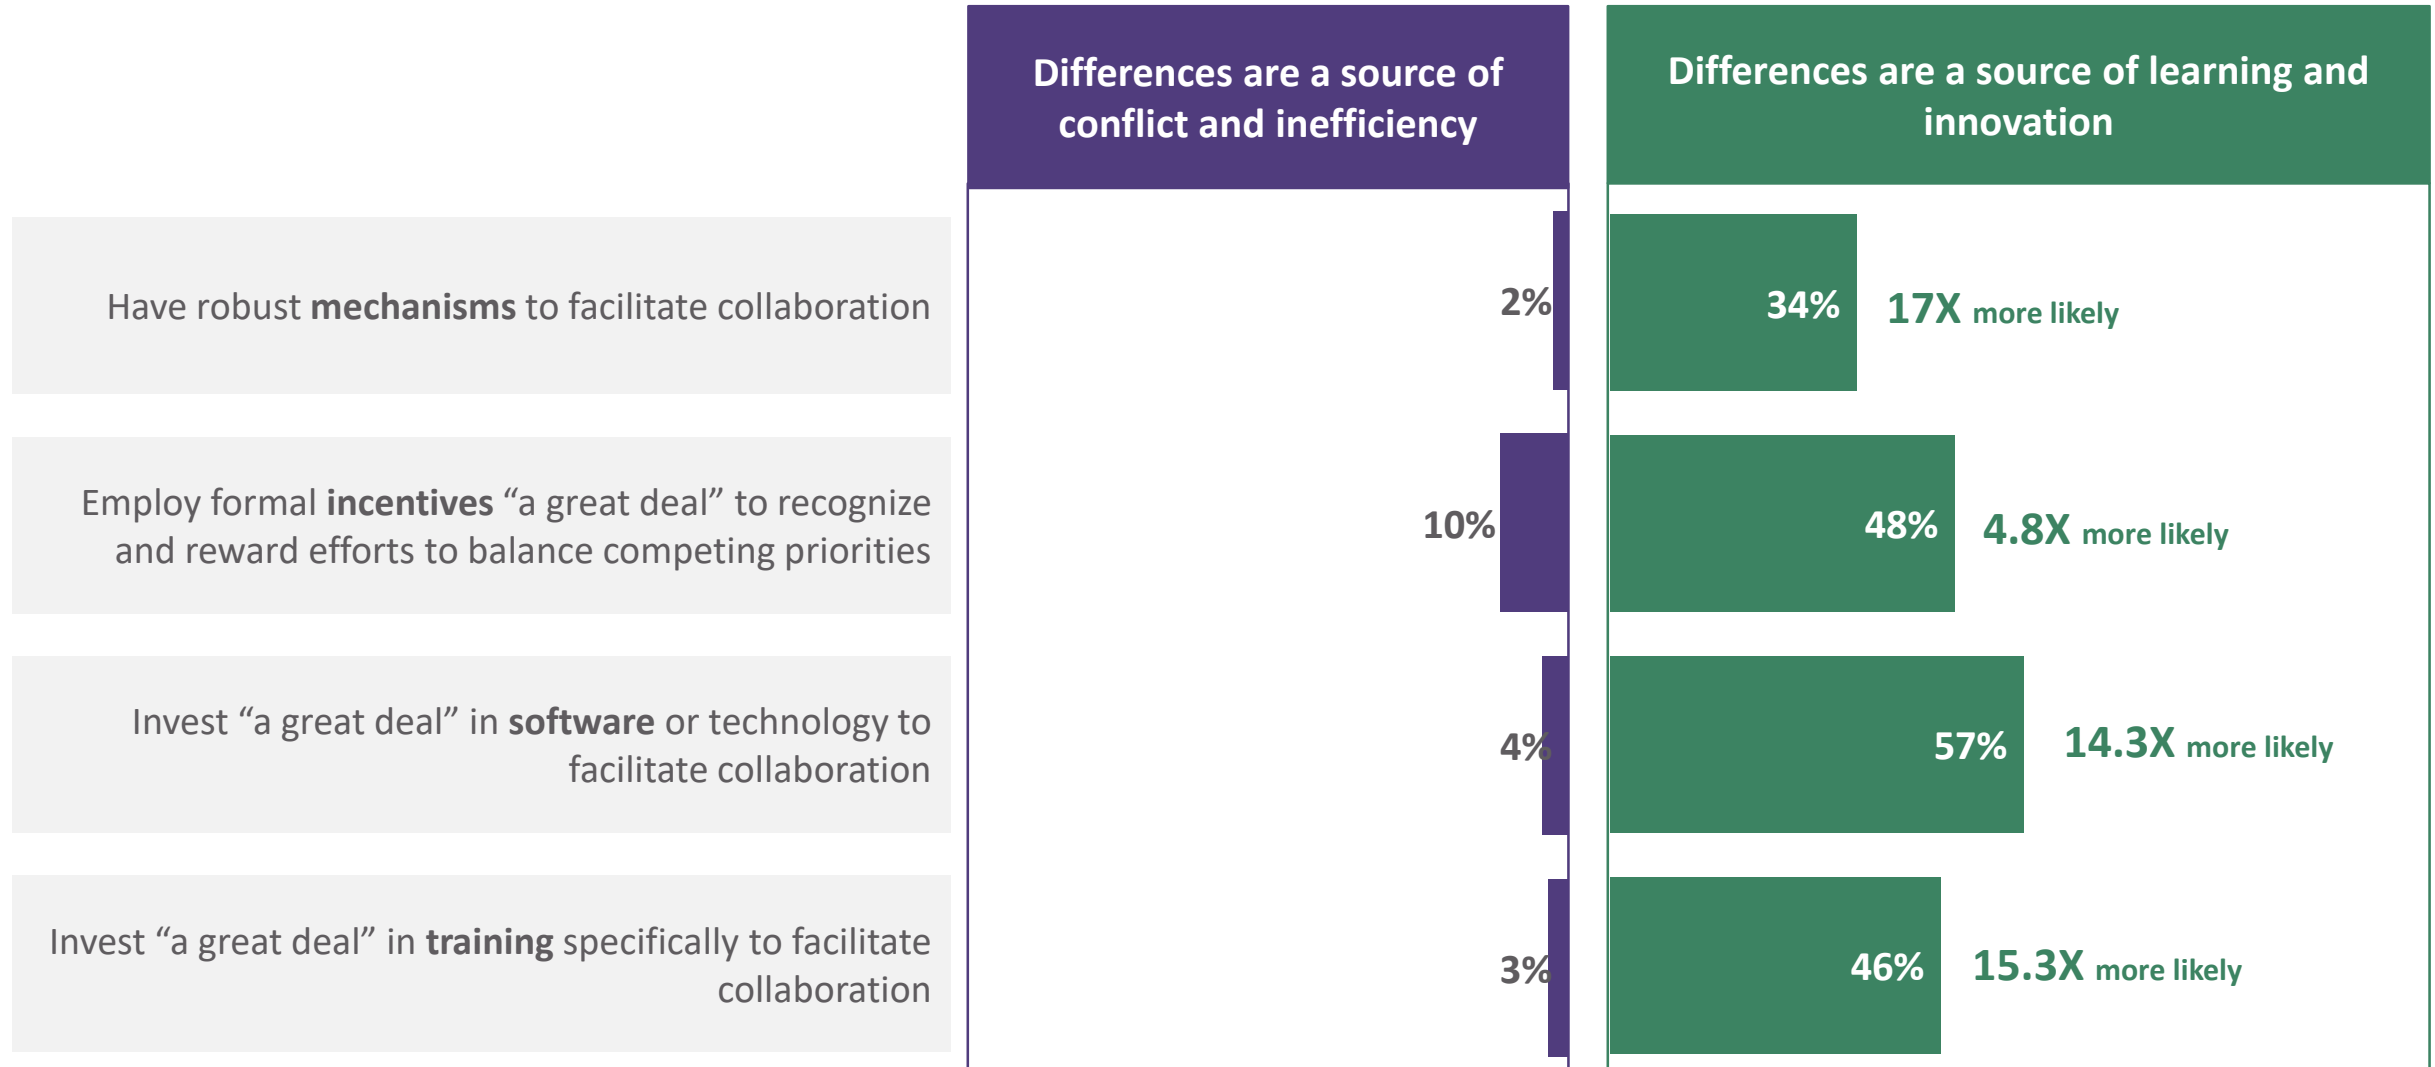 Differences are a source of
conflict and inefficiency
Differences are a source of learning and
innovation
Have robust mechanisms to facilitate collaboration
2%
34%
17X more likely
Employ formal incentives “a great deal” to recognize
and reward efforts to balance competing priorities
10%
48%
4.8X more likely
Invest “a great deal” in software or technology to
facilitate collaboration
4%
57%
14.3X more likely
Invest “a great deal” in training specifically to facilitate
collaboration
3%
46%
15.3X more likely